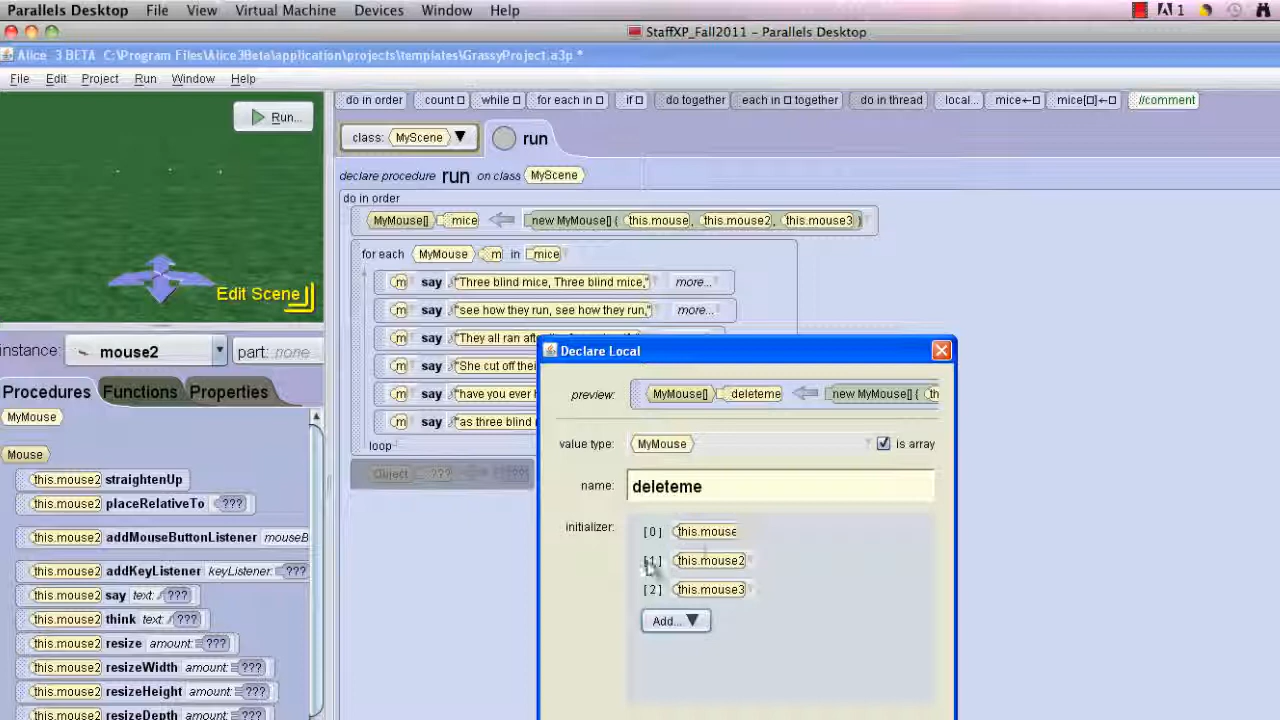 Parallels Desktop File View Virtual Machine Devices Window Help 1
StaffXP_Fall2011 – Parallels Desktop
Alice 3 BETA C:\Program Files\Alice3Beta\application\projects\templates\GrassyProject.a3p *
File Edit Project Run Window Help
do in order count while for each in if do together each in together do in thread local... mice← mice[]← //comment
Run...
class: MyScene run
declare procedure run on class MyScene
do in order
MyMouse[] mice new MyMouse[] { this.mouse, this.mouse2, this.mouse3 }
for each MyMouse m in mice
m say "Three blind mice, Three blind mice," more...
m say "see how they run, see how they run," more...
Edit Scene
m say "They all ran
m say "She cut off
m say "have you ever
m say "as three blind
loop
Object ???
instance: mouse2 part: none
Procedures Functions Properties
MyMouse
Mouse
this.mouse2 straightenUp
this.mouse2 placeRelativeTo ???
this.mouse2 addMouseButtonListener mouseB
this.mouse2 addKeyListener keyListener: ???
this.mouse2 say text: ???
this.mouse2 think text: ???
this.mouse2 resize amount: ???
this.mouse2 resizeWidth amount: ???
this.mouse2 resizeHeight amount: ???
this.mouse2 resizeDepth amount: ???
Declare Local
preview: MyMouse[] deleteme new MyMouse[] { th
value type: MyMouse is array
name: deleteme
initializer: [0] this.mouse
[1] this.mouse2
[2] this.mouse3
Add...